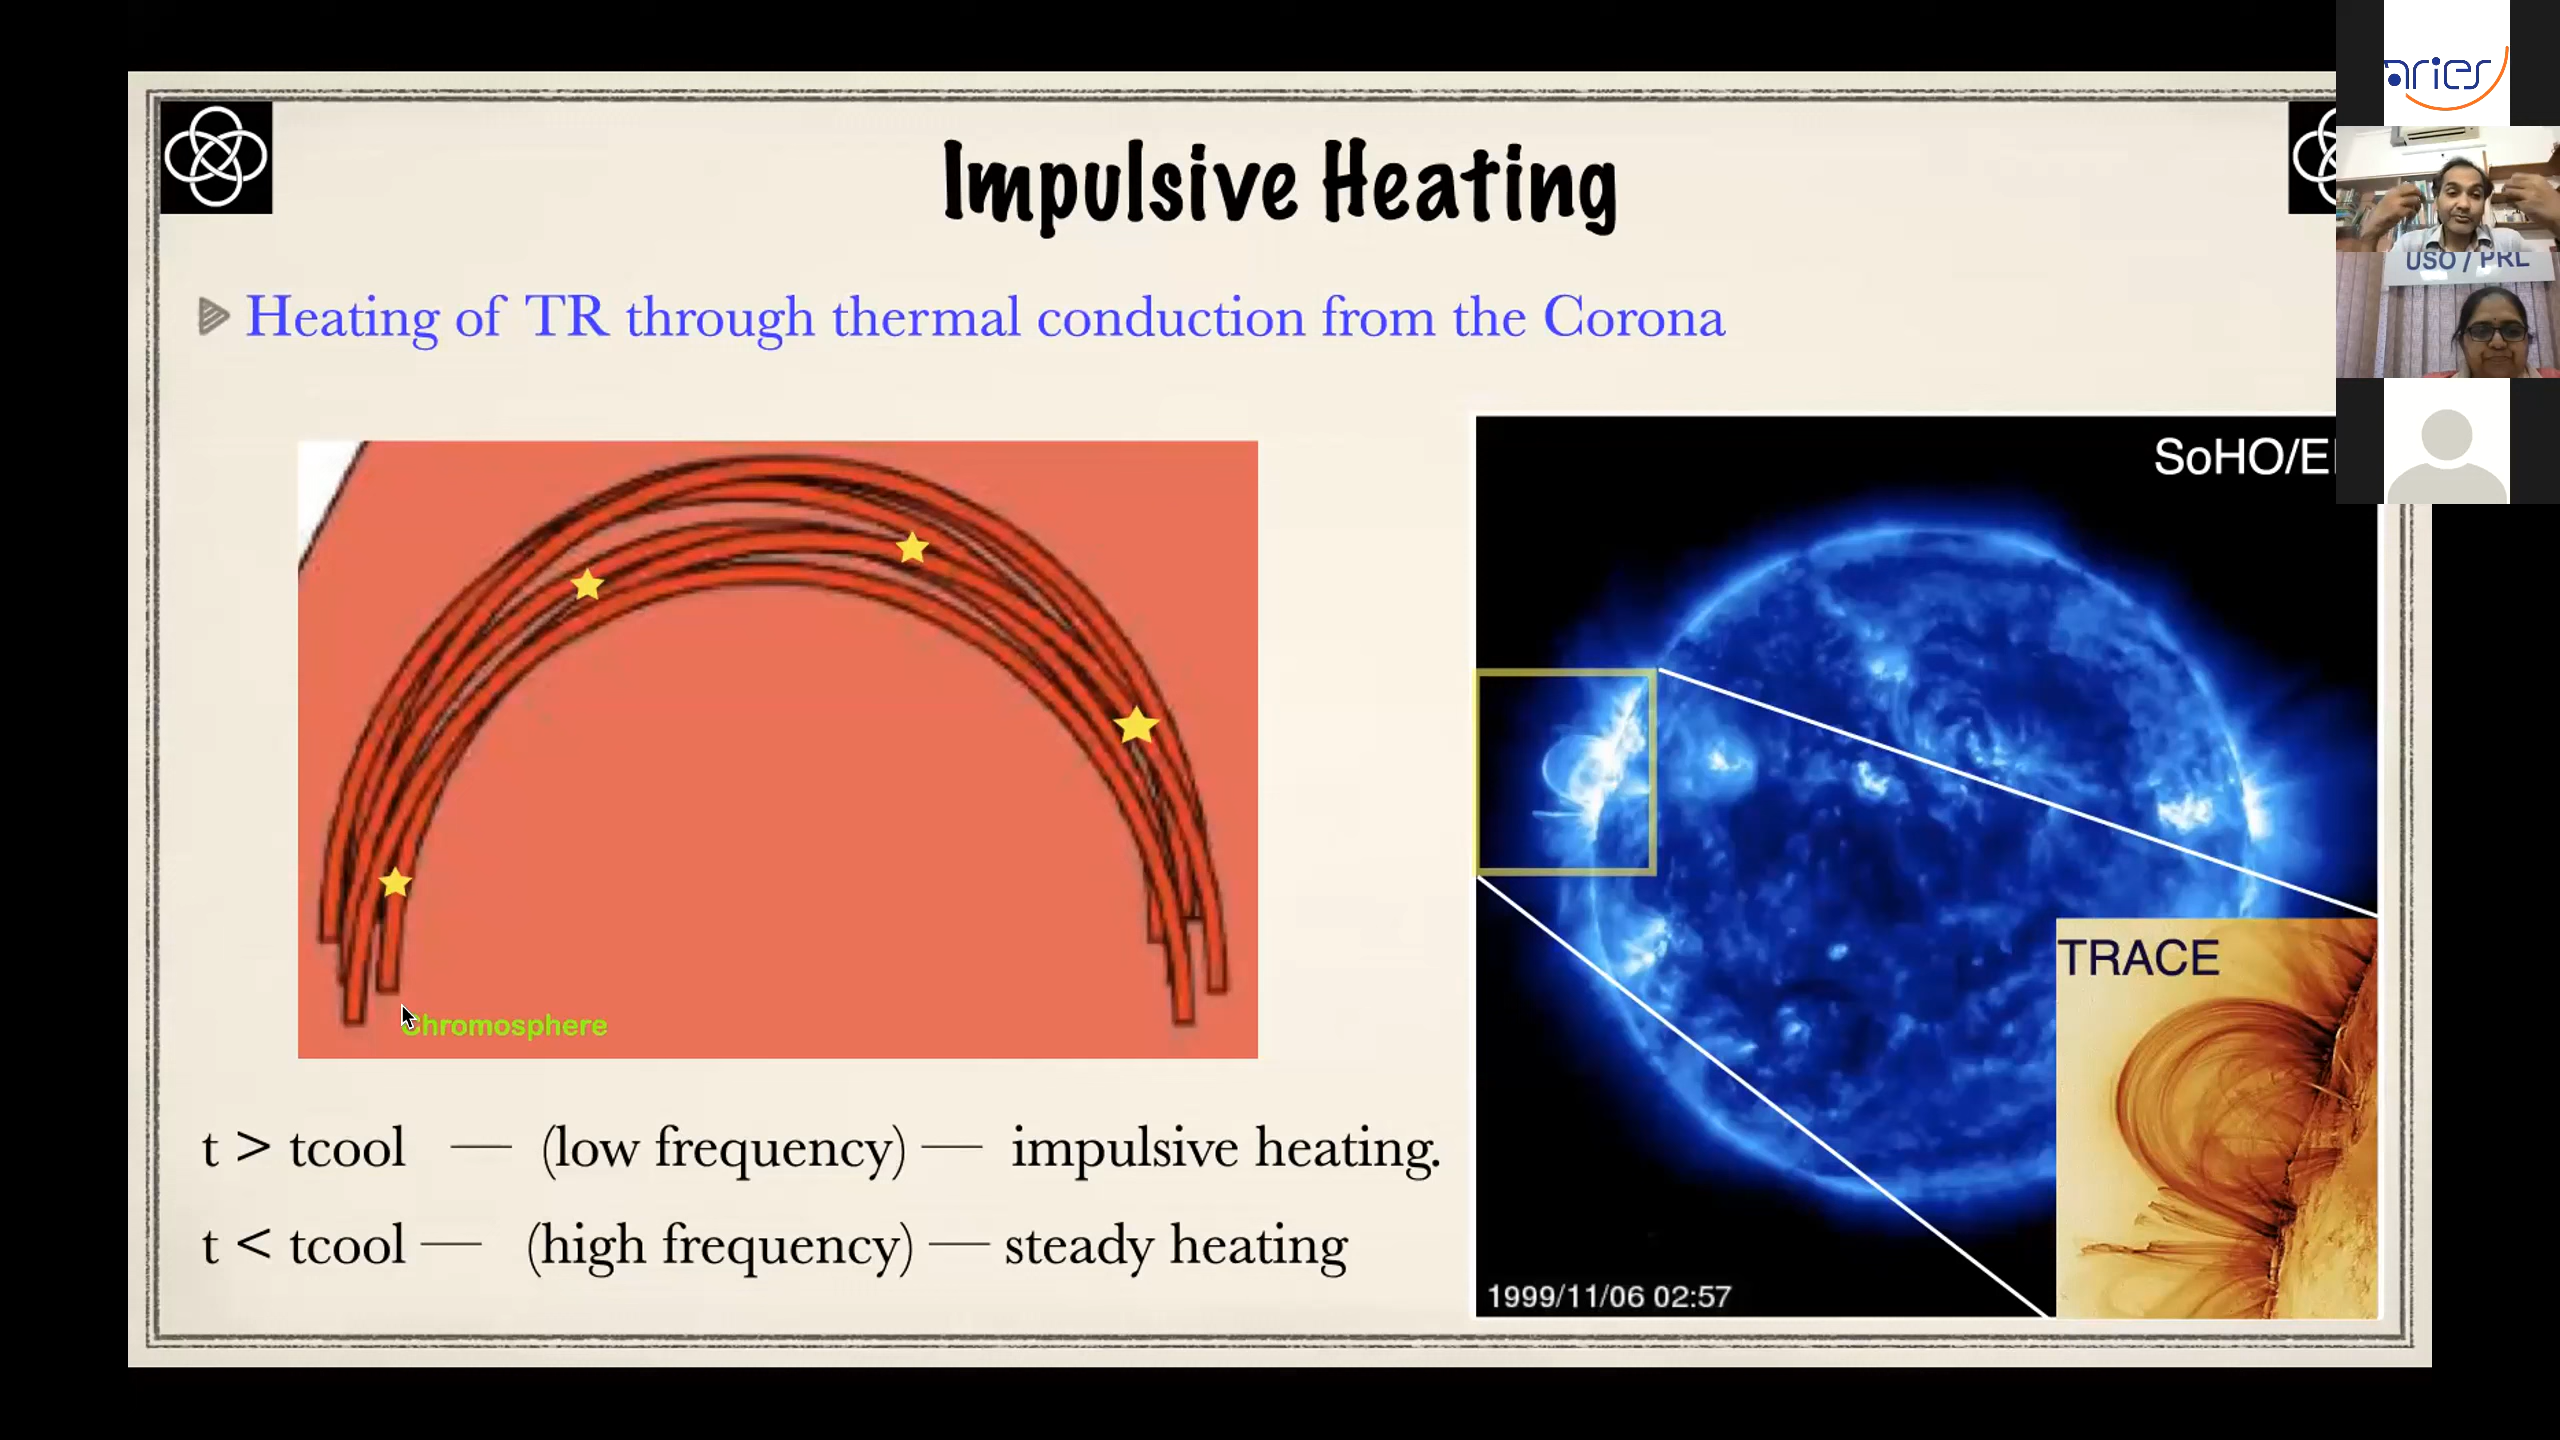 Impulsive Heating
Heating of TR through thermal conduction from the Corona
Chromosphere
t > tcool — (low frequency) — impulsive heating.
t < tcool — (high frequency) — steady heating
SoHO/E
TRACE
1999/11/06 02:57
aries
USO / PRL